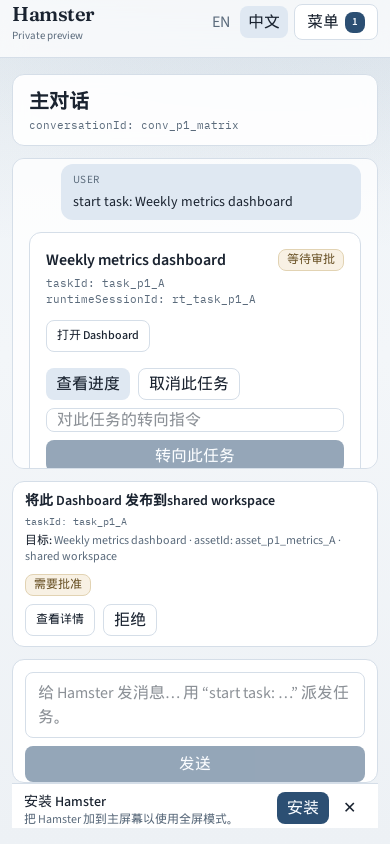 Hamster
Private preview
EN 中文 菜单 1
主对话
conversationId: conv_p1_matrix
USER
start task: Weekly metrics dashboard
Weekly metrics dashboard 等待审批
taskId: task_p1_A
runtimeSessionId: rt_task_p1_A
打开 Dashboard
查看进度 取消此任务
对此任务的转向指令
转向此任务
将此 Dashboard 发布到shared workspace
taskId: task_p1_A
目标: Weekly metrics dashboard · assetId: asset_p1_metrics_A ·
shared workspace
需要批准
查看详情 拒绝
给 Hamster 发消息… 用 “start task: …” 派发任
务。
发送
安装 Hamster
把 Hamster 加到主屏幕以使用全屏模式。
安装 ✕